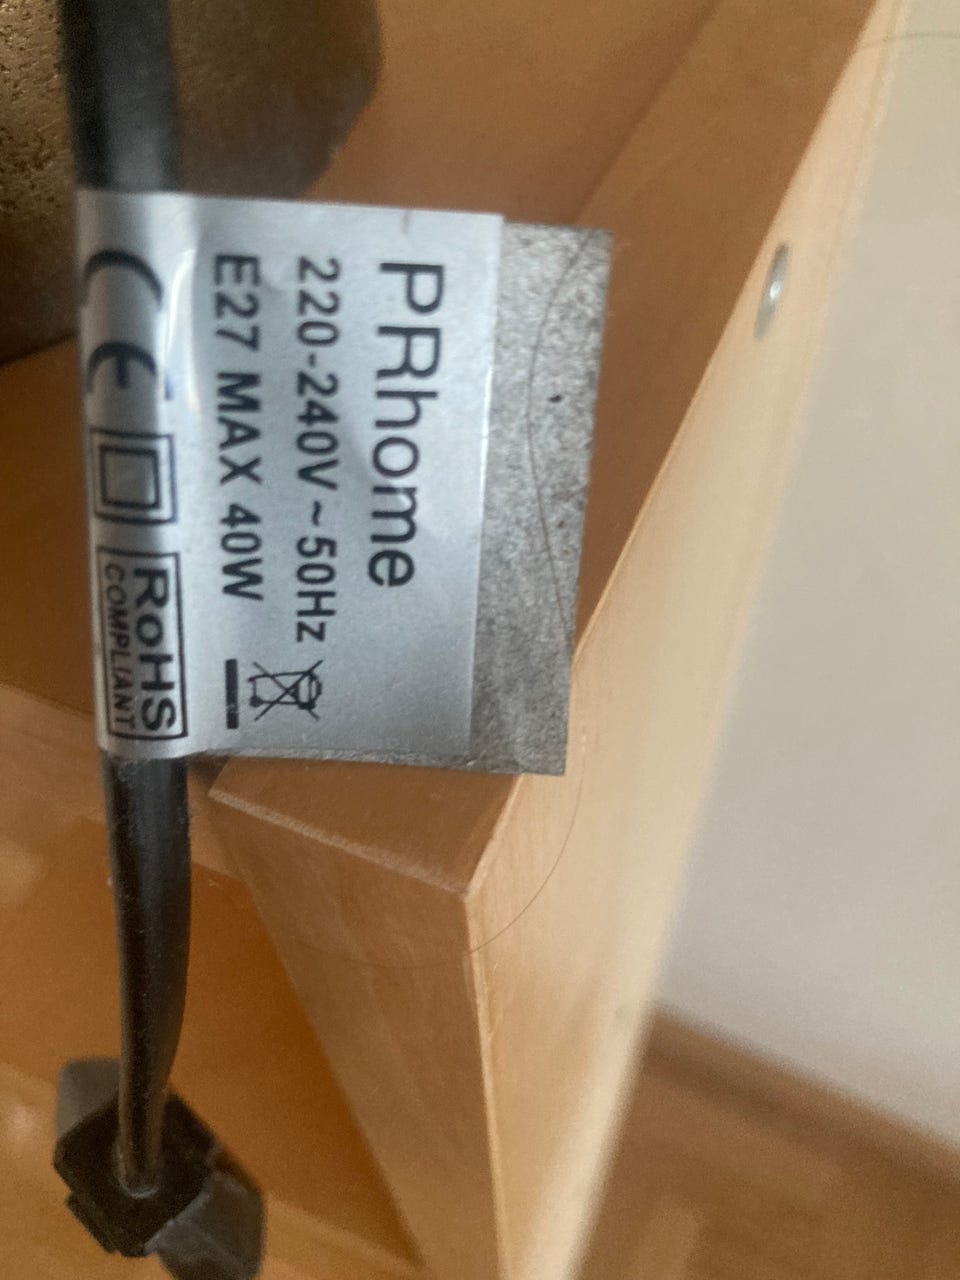 PRhome
220-240V~50Hz
E27 MAX 40W
CE
RoHS
COMPLIANT